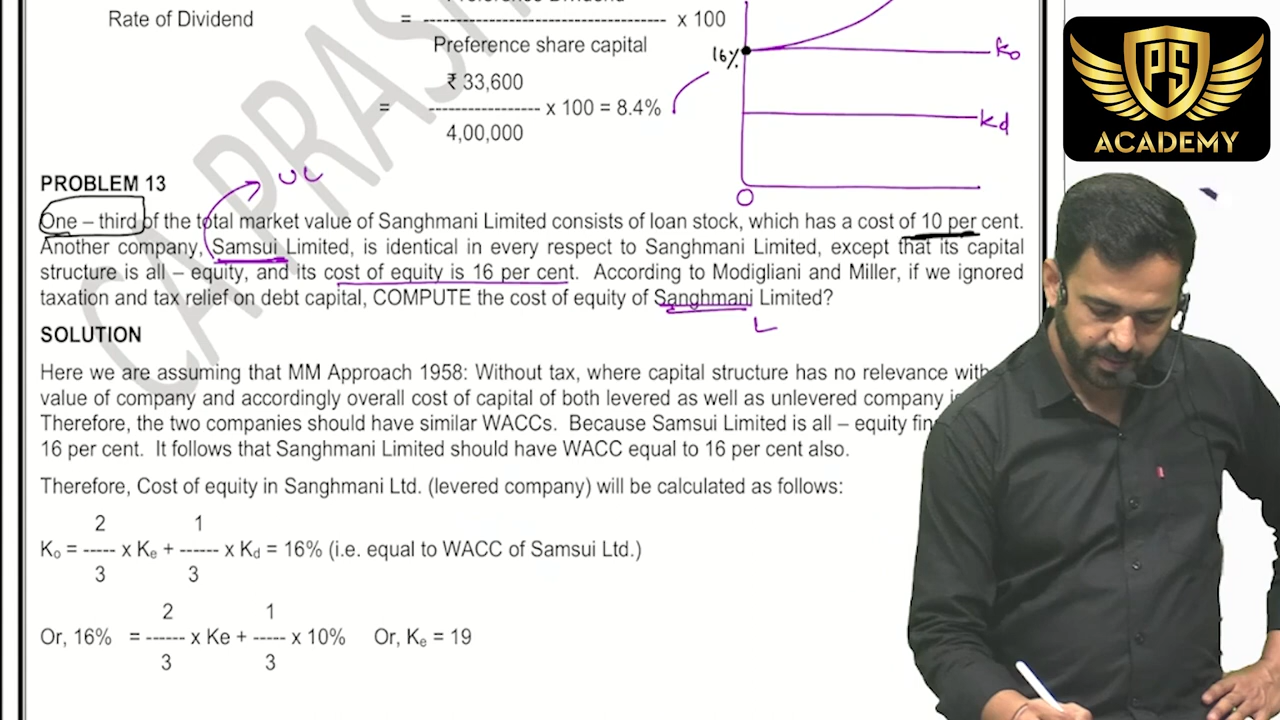 Rate of Dividend = ---------------------------------------- x 100
Preference share capital
₹ 33,600
= -------------------- x 100 = 8.4%
4,00,000
16%
Ko
Kd
0
PS
ACADEMY
PROBLEM 13
UL
One – third of the total market value of Sanghmani Limited consists of loan stock, which has a cost of 10 per cent.
Another company, Samsui Limited, is identical in every respect to Sanghmani Limited, except that its capital
structure is all – equity, and its cost of equity is 16 per cent. According to Modigliani and Miller, if we ignored
taxation and tax relief on debt capital, COMPUTE the cost of equity of Sanghmani Limited?
L
SOLUTION
Here we are assuming that MM Approach 1958: Without tax, where capital structure has no relevance with
value of company and accordingly overall cost of capital of both levered as well as unlevered company
Therefore, the two companies should have similar WACCs. Because Samsui Limited is all – equity
16 per cent. It follows that Sanghmani Limited should have WACC equal to 16 per cent also.
Therefore, Cost of equity in Sanghmani Ltd. (levered company) will be calculated as follows:
2 1
Ko = ----- x Ke + ------ x Kd = 16% (i.e. equal to WACC of Samsui Ltd.)
3 3
2 1
Or, 16% = ------ x Ke + ----- x 10% Or, Ke = 19
3 3